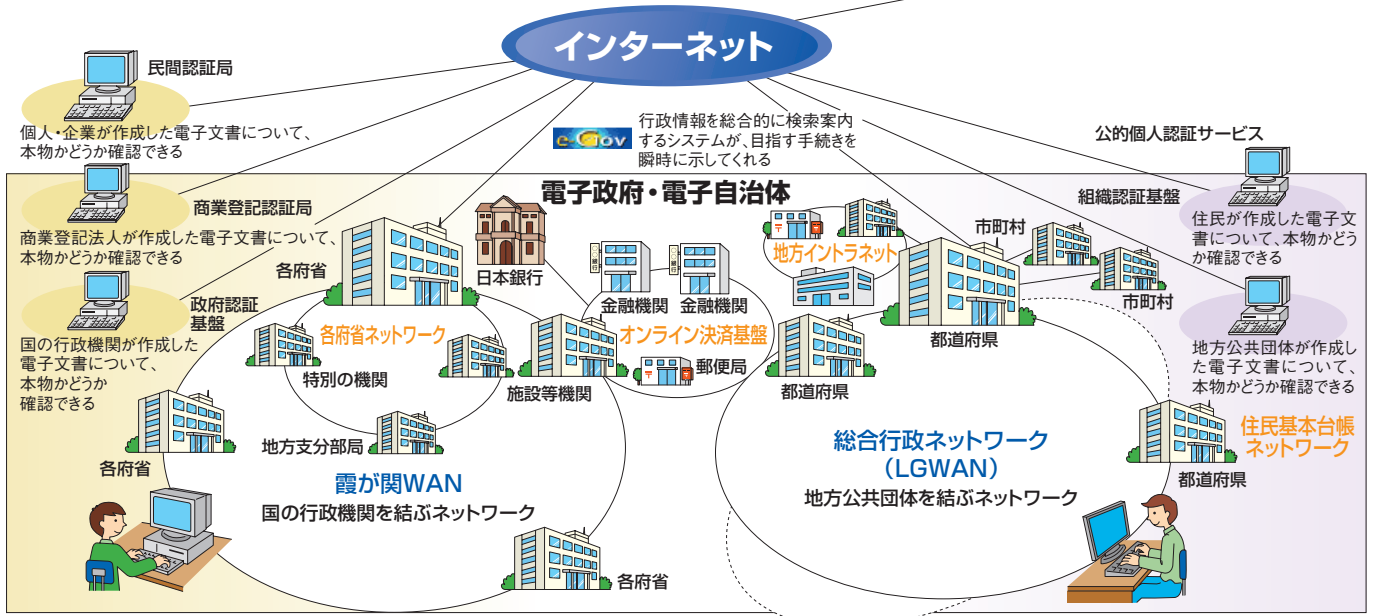 インターネット
民間認証局
個人・企業が作成した電子文書について、
本物かどうか確認できる
e-Gov
行政情報を総合的に検索案内
するシステムが、目指す手続きを
瞬時に示してくれる
公的個人認証サービス
住民が作成した電子文
書について、本物かどう
か確認できる
電子政府・電子自治体
商業登記認証局
商業登記法人が作成した電子文書について、
本物かどうか確認できる
政府認証
基盤
国の行政機関が作成した
電子文書について、
本物かどうか
確認できる
各府省
日本銀行
各府省ネットワーク
特別の機関
施設等機関
地方支分部局
各府省
霞が関WAN
国の行政機関を結ぶネットワーク
各府省
○○銀行
金融機関
○○銀行
金融機関
オンライン決済基盤
〒
郵便局
〒
地方イントラネット
組織認証基盤
市町村
市町村
都道府県
都道府県
地方公共団体が作成し
た電子文書について、
本物かどうか確認できる
総合行政ネットワーク
（LGWAN）
地方公共団体を結ぶネットワーク
住民基本台帳
ネットワーク
都道府県